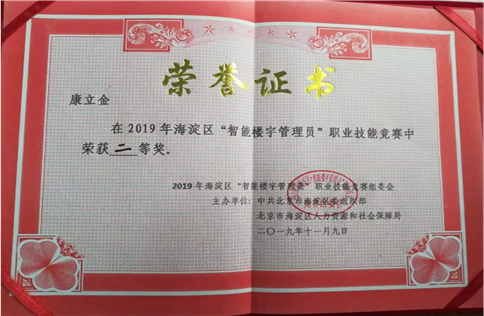 荣誉证书
康立金
在2019年海淀区“智能楼宇管理员”职业技能竞赛中
荣获二等奖.
2019年海淀区“智能楼宇管理员”职业技能竞赛组委会
主办单位：中共北京市海淀区委组织部
北京市海淀区人力资源和社会保障局
二〇一九年十一月九日